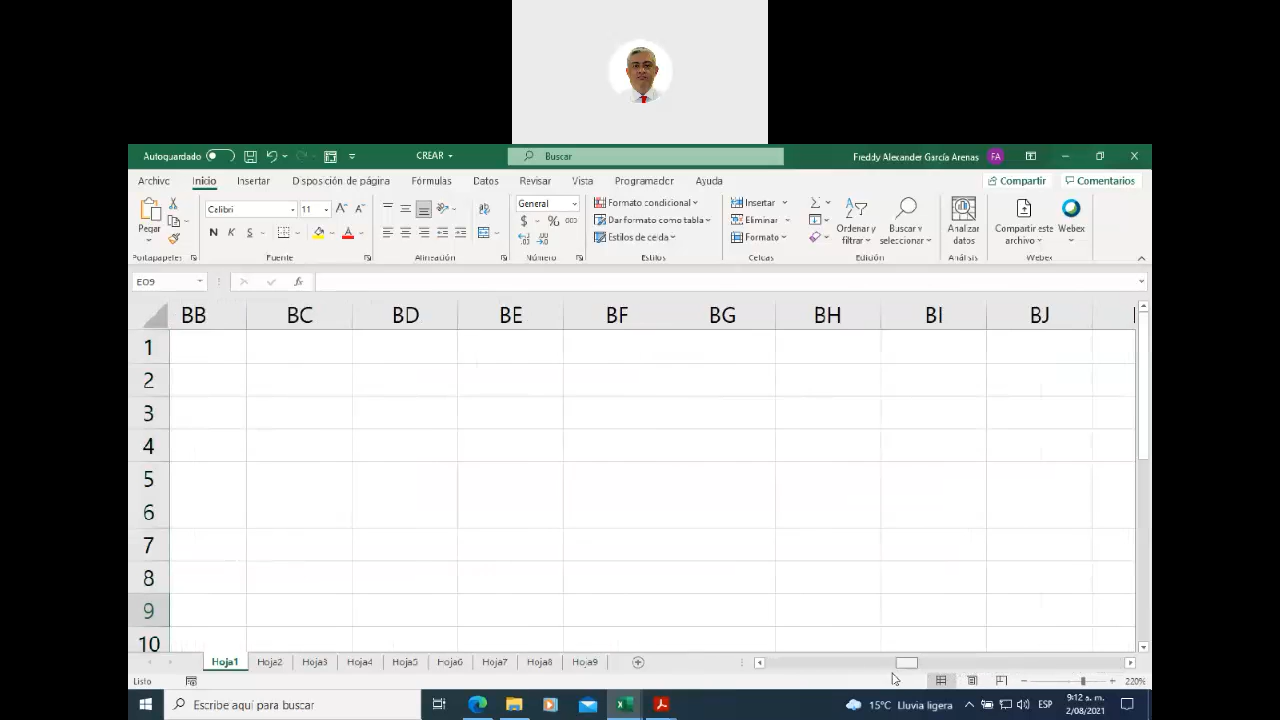 Autoguardado
CREAR
Buscar
Freddy Alexander García Arenas
FA
Archivo Inicio Insertar Disposición de página Fórmulas Datos Revisar Vista Programador Ayuda
Compartir Comentarios
Pegar
Calibri 11
N K S
General
$ % 000
Formato condicional
Dar formato como tabla
Estilos de celda
Insertar
Eliminar
Formato
Ordenary
filtrar
Buscar y
seleccionar
Analizar
datos
Compartir este
archivo
Webex
Portapapeles Fuente Alineación Número Estilos Celdas Edición Análisis Webex
EO9
fx
BB BC BD BE BF BG BH BI BJ
1
2
3
4
5
6
7
8
9
10
Hoja1 Hoja2 Hoja3 Hoja4 Hoja5 Hoja6 Hoja7 Hoja8 Hoja9
Listo
220%
Escribe aquí para buscar
15°C Lluvia ligera
ESP
9:12 a. m.
2/08/2021